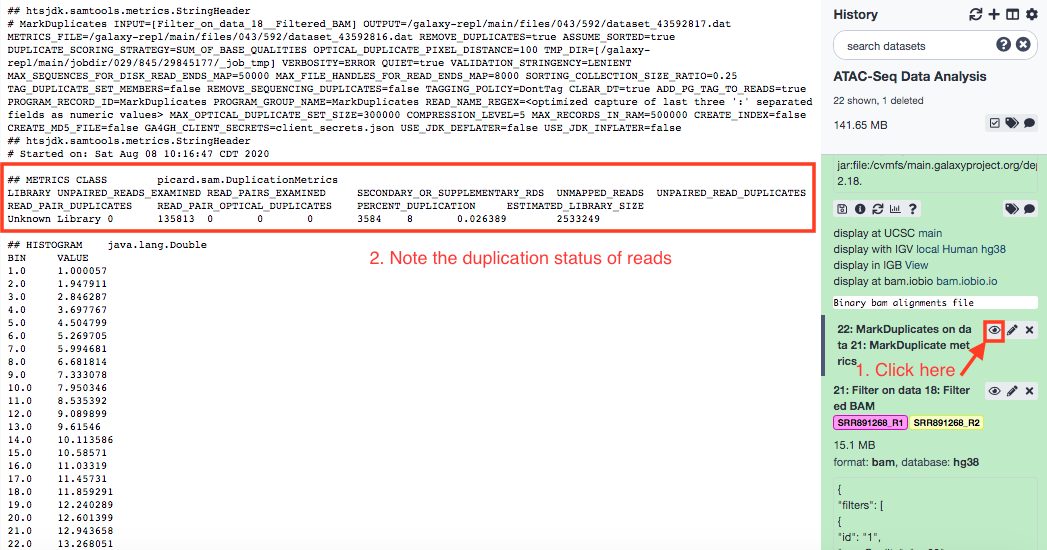 ## htsjdk.samtools.metrics.StringHeader
# MarkDuplicates INPUT=[Filter_on_data_18__Filtered_BAM] OUTPUT=/galaxy-repl/main/files/043/592/dataset_43592817.dat
METRICS_FILE=/galaxy-repl/main/files/043/592/dataset_43592816.dat REMOVE_DUPLICATES=true ASSUME_SORTED=true
DUPLICATE_SCORING_STRATEGY=SUM_OF_BASE_QUALITIES OPTICAL_DUPLICATE_PIXEL_DISTANCE=100 TMP_DIR=[/galaxy-
repl/main/jobdir/029/845/29845177/_job_tmp] VERBOSITY=ERROR QUIET=true VALIDATION_STRINGENCY=LENIENT
MAX_SEQUENCES_FOR_DISK_READ_ENDS_MAP=50000 MAX_FILE_HANDLES_FOR_READ_ENDS_MAP=8000 SORTING_COLLECTION_SIZE_RATIO=0.25
TAG_DUPLICATE_SET_MEMBERS=false REMOVE_SEQUENCING_DUPLICATES=false TAGGING_POLICY=DontTag CLEAR_DT=true ADD_PG_TAG_TO_READS=true
PROGRAM_RECORD_ID=MarkDuplicates PROGRAM_GROUP_NAME=MarkDuplicates READ_NAME_REGEX=<optimized capture of last three ':' separated
fields as numeric values> MAX_OPTICAL_DUPLICATE_SET_SIZE=300000 COMPRESSION_LEVEL=5 MAX_RECORDS_IN_RAM=500000 CREATE_INDEX=false
CREATE_MD5_FILE=false GA4GH_CLIENT_SECRETS=client_secrets.json USE_JDK_DEFLATER=false USE_JDK_INFLATER=false
## htsjdk.samtools.metrics.StringHeader
# Started on: Sat Aug 08 10:16:47 CDT 2020
## METRICS CLASS picard.sam.DuplicationMetrics
LIBRARY UNPAIRED_READS_EXAMINED READ_PAIRS_EXAMINED SECONDARY_OR_SUPPLEMENTARY_RDS UNMAPPED_READS UNPAIRED_READ_DUPLICATES
READ_PAIR_DUPLICATES READ_PAIR_OPTICAL_DUPLICATES PERCENT_DUPLICATION ESTIMATED_LIBRARY_SIZE
Unknown Library 0 135813 0 0 0 3584 8 0.026389 2533249
## HISTOGRAM java.lang.Double
BIN VALUE
1.0 1.000057
2.0 1.947911
3.0 2.846287
4.0 3.697767
5.0 4.504799
6.0 5.269705
7.0 5.994681
8.0 6.681814
9.0 7.333078
10.0 7.950346
11.0 8.535392
12.0 9.089899
13.0 9.61546
14.0 10.113586
15.0 10.58571
16.0 11.03319
17.0 11.45731
18.0 11.859291
19.0 12.240289
20.0 12.601399
21.0 12.943658
22.0 13.268051
2. Note the duplication status of reads
History
search datasets
ATAC-Seq Data Analysis
22 shown, 1 deleted
141.65 MB
jar:file:/cvmfs/main.galaxyproject.org/de
2.18.
display at UCSC main
display with IGV local Human hg38
display in IGB View
display at bam.iobio bam.iobio.io
Binary bam alignments file
22: MarkDuplicates on da
ta 21: MarkDuplicate met
rics
1. Click here
21: Filter on data 18: Filter
ed BAM
SRR891268_R1 SRR891268_R2
15.1 MB
format: bam, database: hg38
{
"filters": [
{
"id": "1",